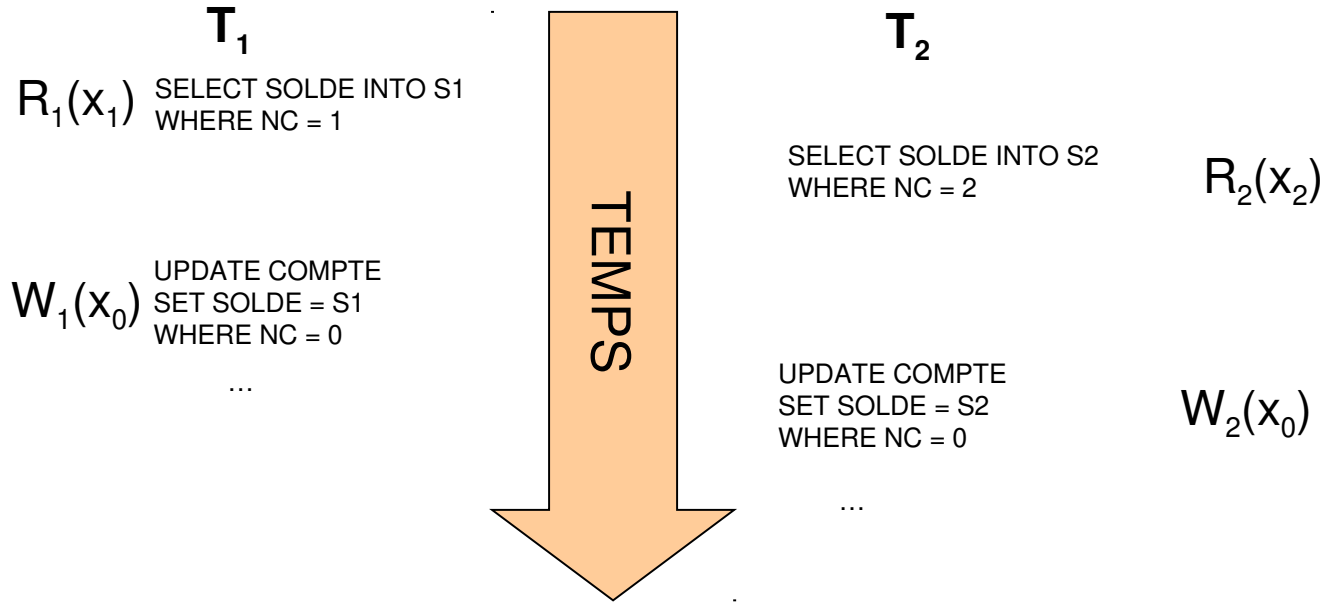 T₁
R₁(x₁)
SELECT SOLDE INTO S1
WHERE NC = 1
W₁(x₀)
UPDATE COMPTE
SET SOLDE = S1
WHERE NC = 0
...
TEMPS
T₂
SELECT SOLDE INTO S2
WHERE NC = 2
R₂(x₂)
UPDATE COMPTE
SET SOLDE = S2
WHERE NC = 0
W₂(x₀)
...